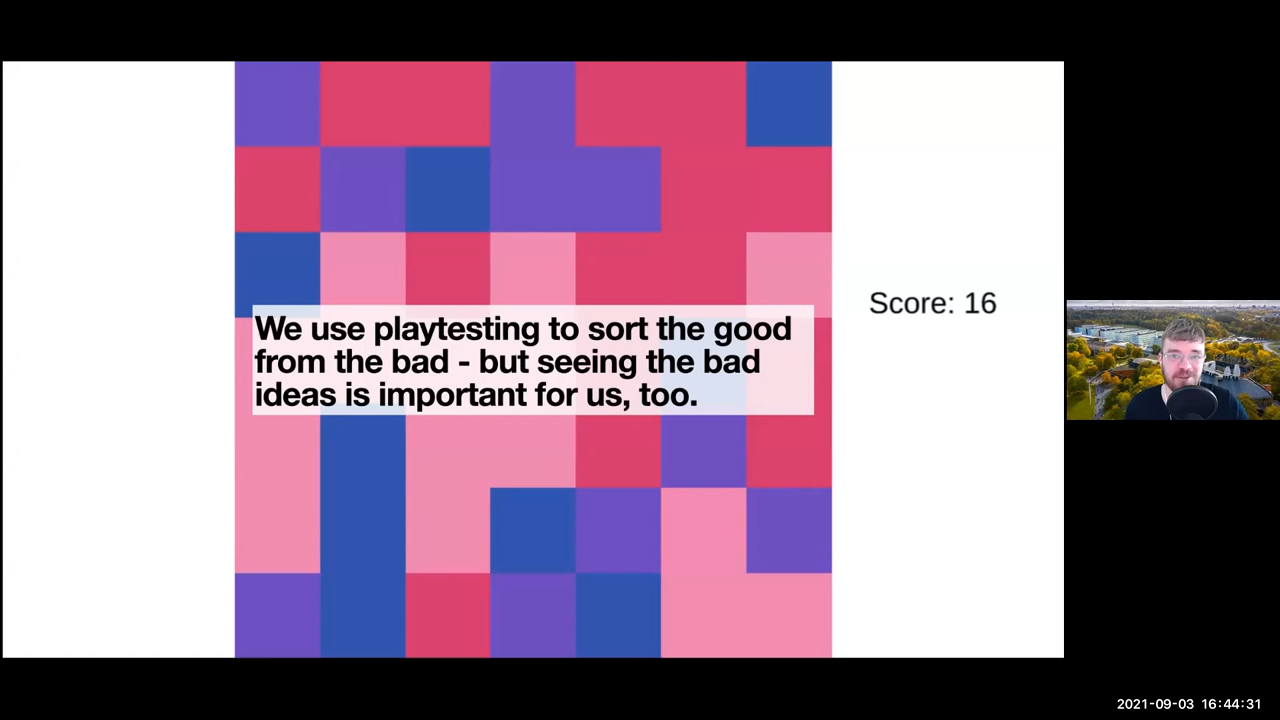 We use playtesting to sort the good
from the bad - but seeing the bad
ideas is important for us, too.
Score: 16
2021-09-03 16:44:31